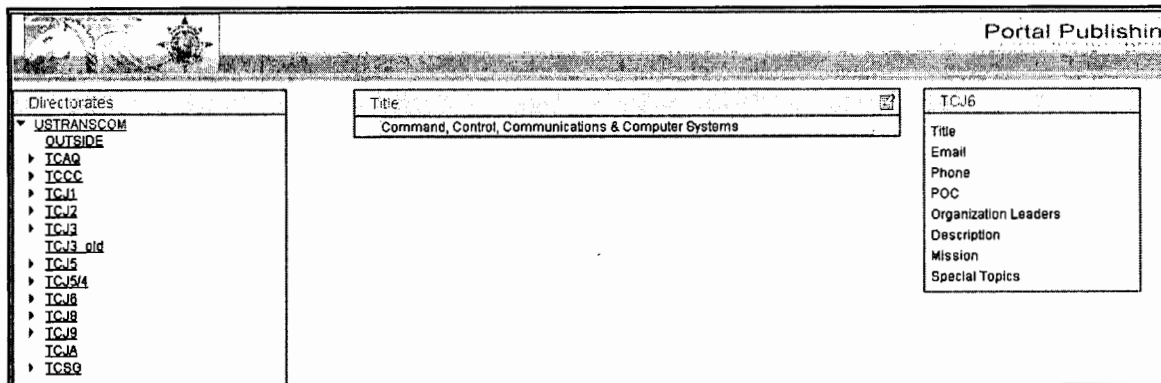 Portal Publishin
Directorates
USTRANSCOM
OUTSIDE
TCAQ
TCCC
TCJ1
TCJ2
TCJ3
TCJ3_old
TCJ5
TCJ5/4
TCJ6
TCJ8
TCJ9
TCJA
TCSG
Title
Command, Control, Communications & Computer Systems
TCJ6
Title
Email
Phone
POC
Organization Leaders
Description
Mission
Special Topics